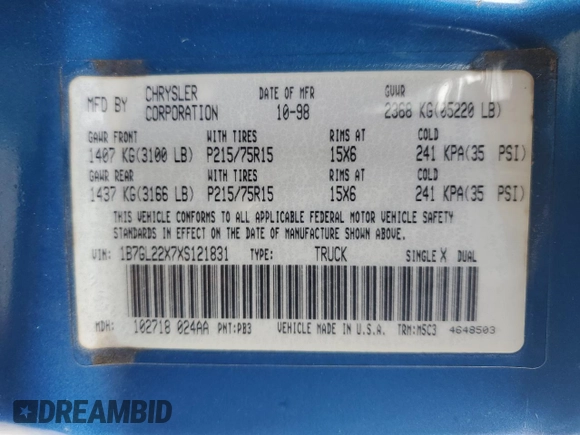 MFD BY CHRYSLER CORPORATION DATE OF MFR 10-98 GVWR 2368 KG(05220 LB)
GAWR FRONT WITH TIRES RIMS AT COLD
1407 KG(3100 LB) P215/75R15 15X6 241 KPA(35 PSI)
GAWR REAR WITH TIRES RIMS AT COLD
1437 KG(3166 LB) P215/75R15 15X6 241 KPA(35 PSI)
THIS VEHICLE CONFORMS TO ALL APPLICABLE FEDERAL MOTOR VEHICLE SAFETY
STANDARDS IN EFFECT ON THE DATE OF MANUFACTURE SHOWN ABOVE.
VIN: 1B7GL22X7XS121831 TYPE: TRUCK SINGLE X DUAL
MDH: 102718 024AA PNT:PB3 VEHICLE MADE IN U.S.A. TRM:MSC3 4648503
DREAMBID